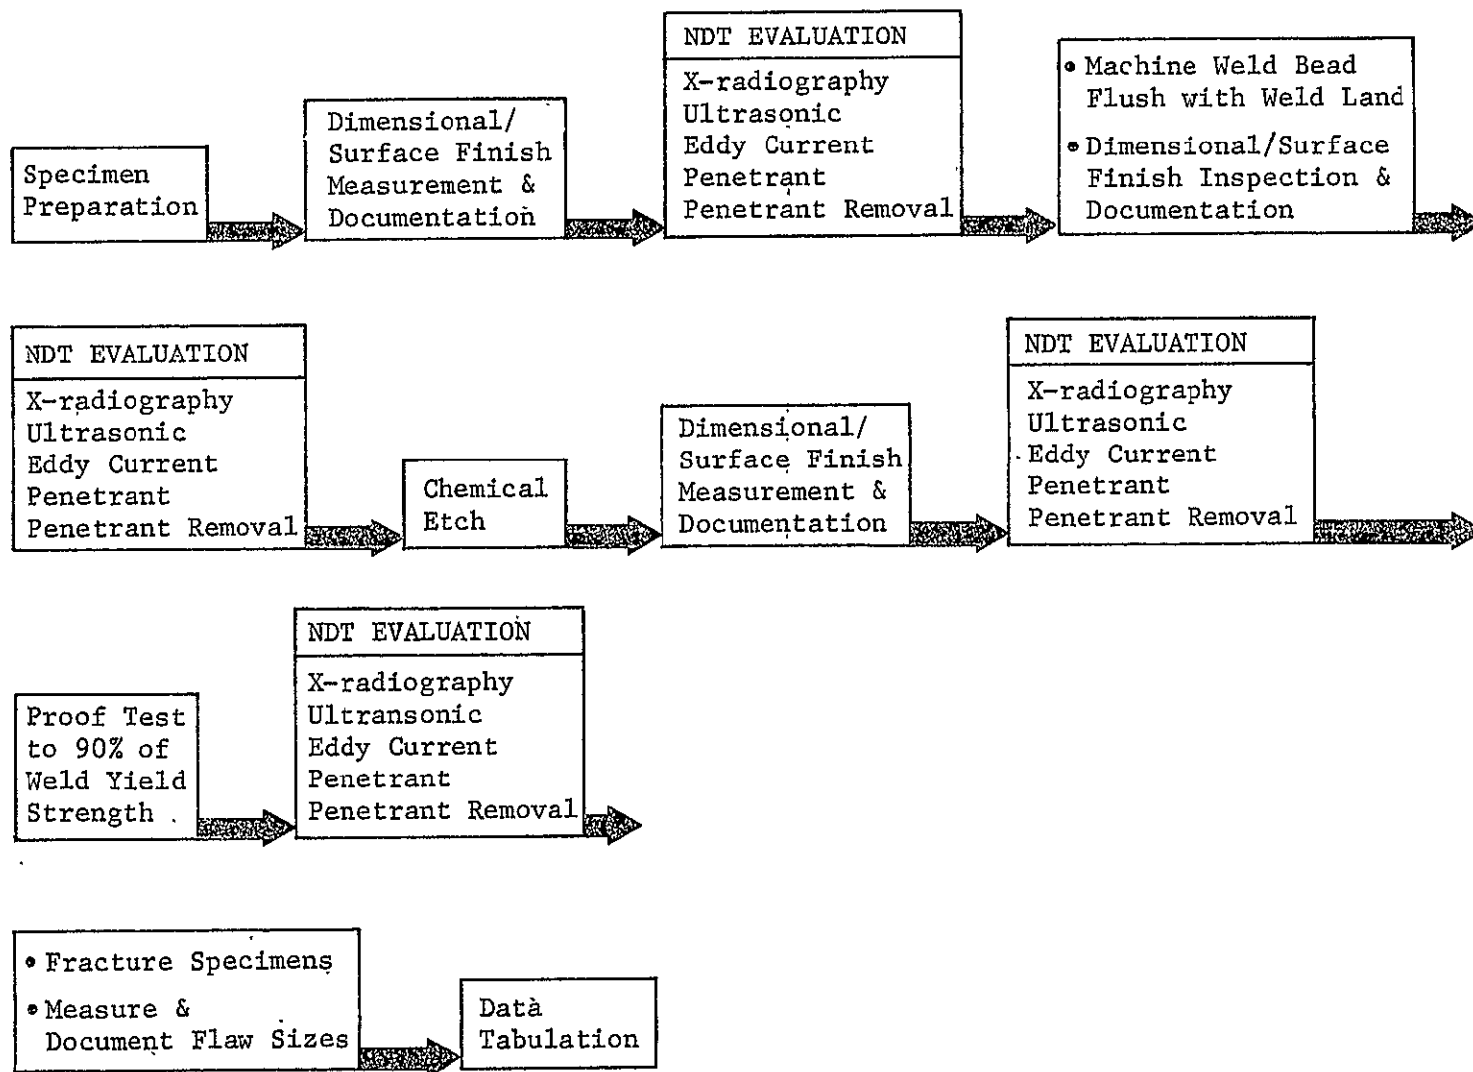 Specimen
Preparation
Dimensional/
Surface Finish
Measurement &
Documentation
NDT EVALUATION
X-radiography
Ultrasonic
Eddy Current
Penetrant
Penetrant Removal
• Machine Weld Bead
Flush with Weld Land
• Dimensional/Surface
Finish Inspection &
Documentation
NDT EVALUATION
X-radiography
Ultrasonic
Eddy Current
Penetrant
Penetrant Removal
Chemical
Etch
Dimensional/
Surface Finish
Measurement &
Documentation
NDT EVALUATION
X-radiography
Ultrasonic
Eddy Current
Penetrant
Penetrant Removal
Proof Test
to 90% of
Weld Yield
Strength
NDT EVALUATION
X-radiography
Ultransonic
Eddy Current
Penetrant
Penetrant Removal
• Fracture Specimens
• Measure &
Document Flaw Sizes
Data
Tabulation